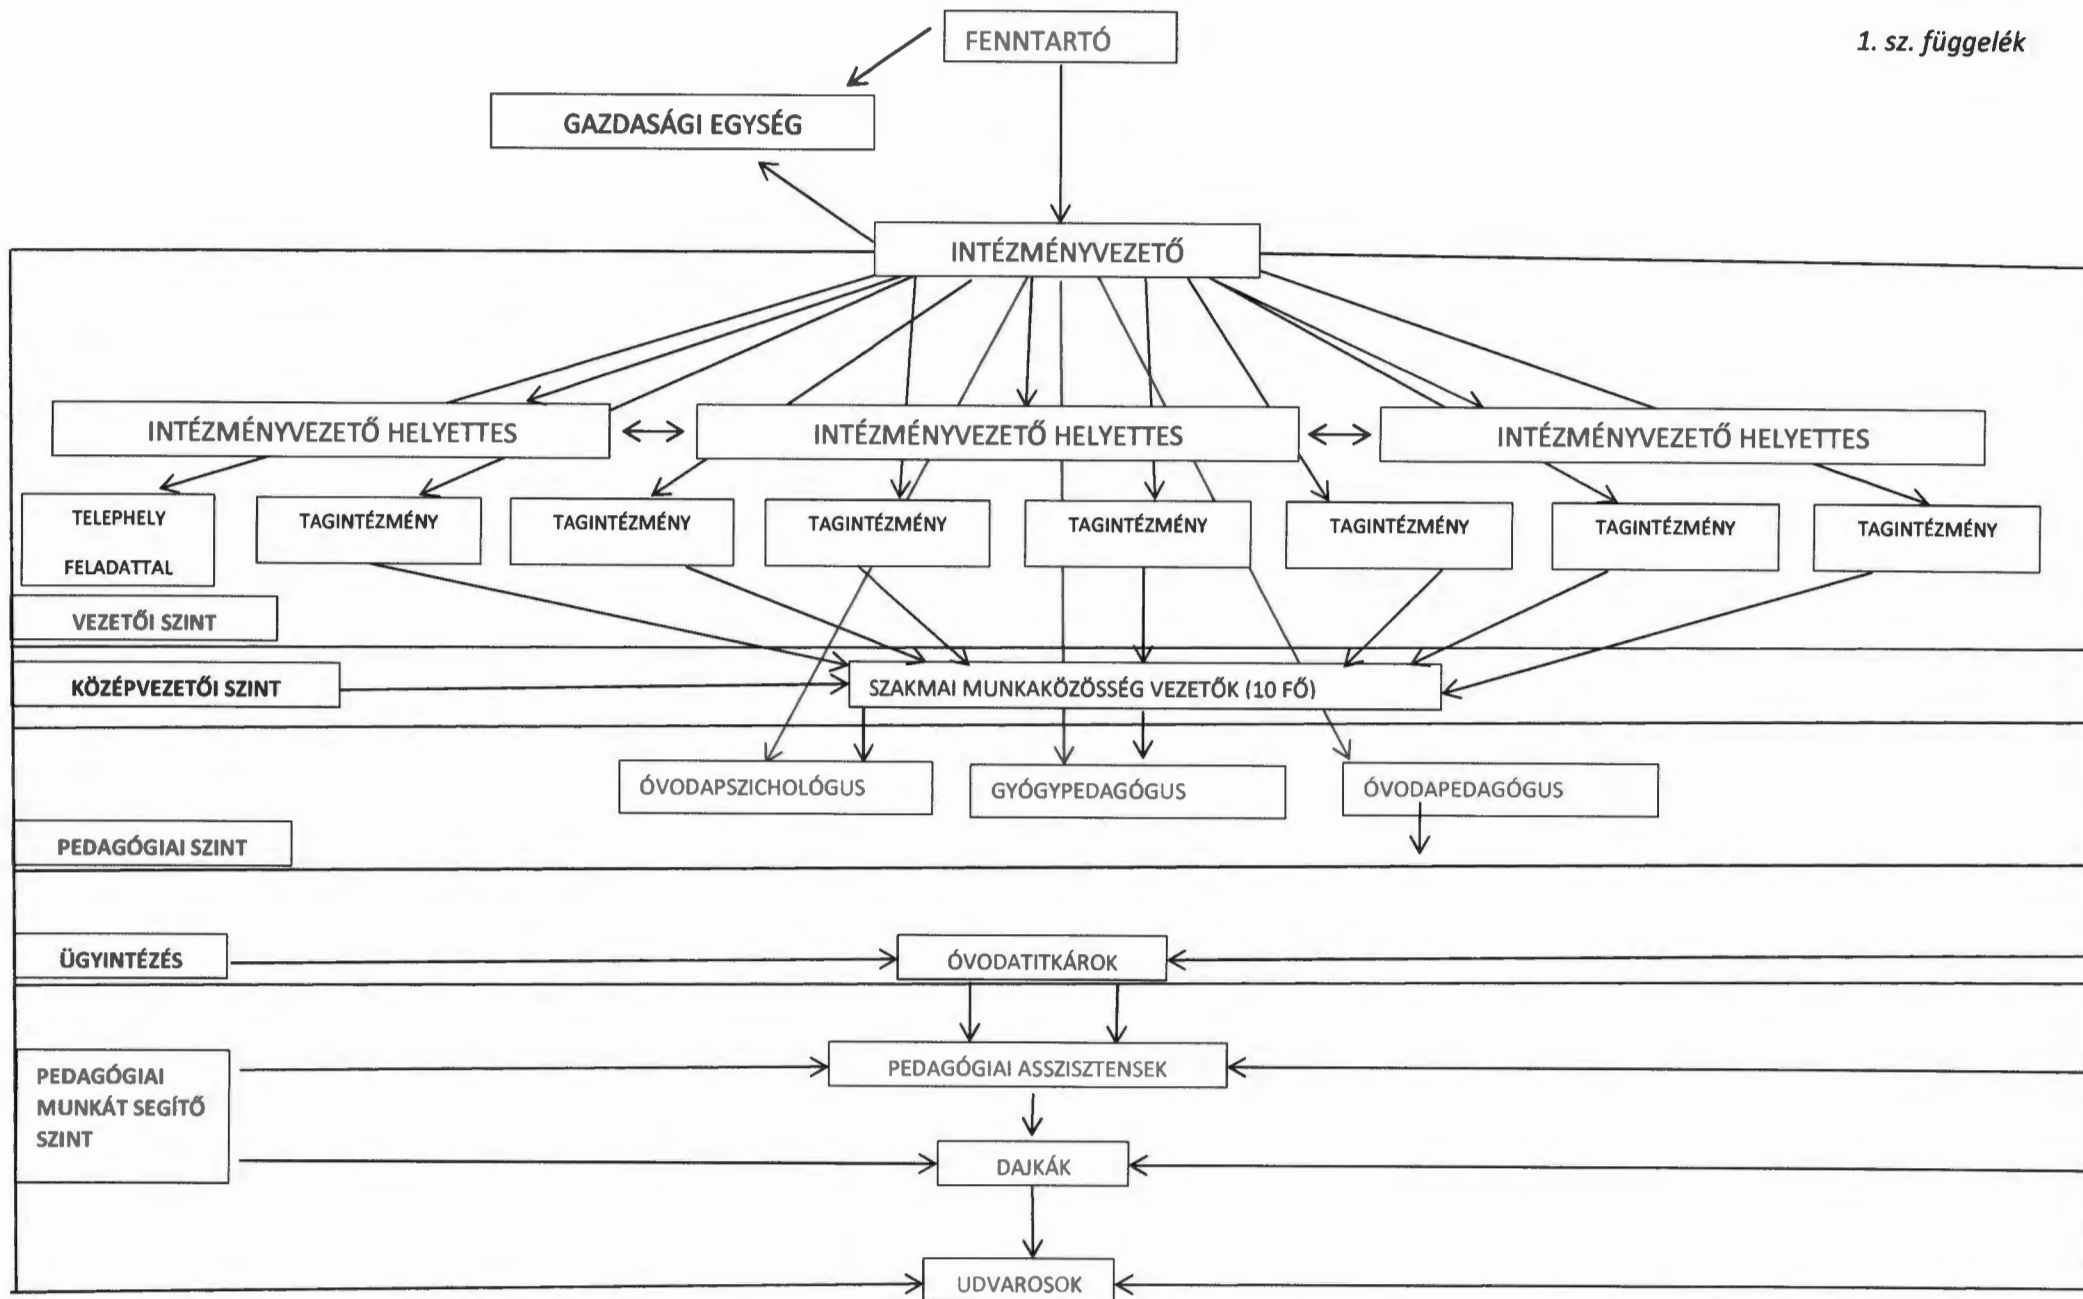 1. sz. függelék
FENNTARTÓ
GAZDASÁGI EGYSÉG
INTÉZMÉNYVEZETŐ
INTÉZMÉNYVEZETŐ HELYETTES
INTÉZMÉNYVEZETŐ HELYETTES
INTÉZMÉNYVEZETŐ HELYETTES
TELEPHELY
FELADATTAL
TAGINTÉZMÉNY
TAGINTÉZMÉNY
TAGINTÉZMÉNY
TAGINTÉZMÉNY
TAGINTÉZMÉNY
TAGINTÉZMÉNY
TAGINTÉZMÉNY
VEZETŐI SZINT
KÖZÉPVEZETŐI SZINT
SZAKMAI MUNKAKÖZÖSSÉG VEZETŐK (10 FŐ)
ÓVODAPSZICHOLÓGUS
GYÓGYPEDAGÓGUS
ÓVODAPEDAGÓGUS
PEDAGÓGIAI SZINT
ÜGYINTÉZÉS
ÓVODATITKÁROK
PEDAGÓGIAI
MUNKÁT SEGÍTŐ
SZINT
PEDAGÓGIAI ASSZISZTENSEK
DAJKÁK
UDVAROSOK